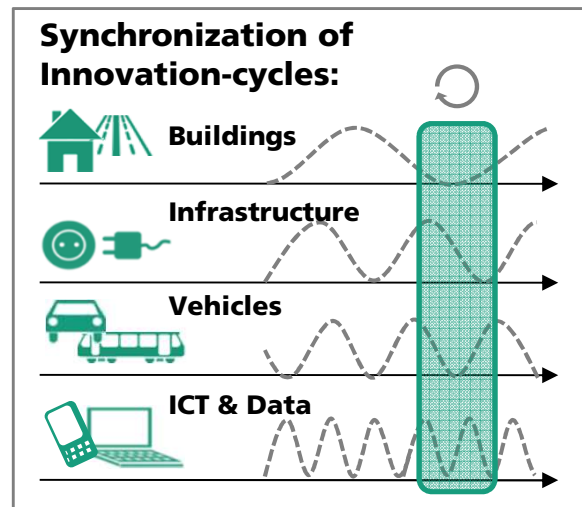 Synchronization of
Innovation-cycles:
Buildings
Infrastructure
Vehicles
ICT & Data